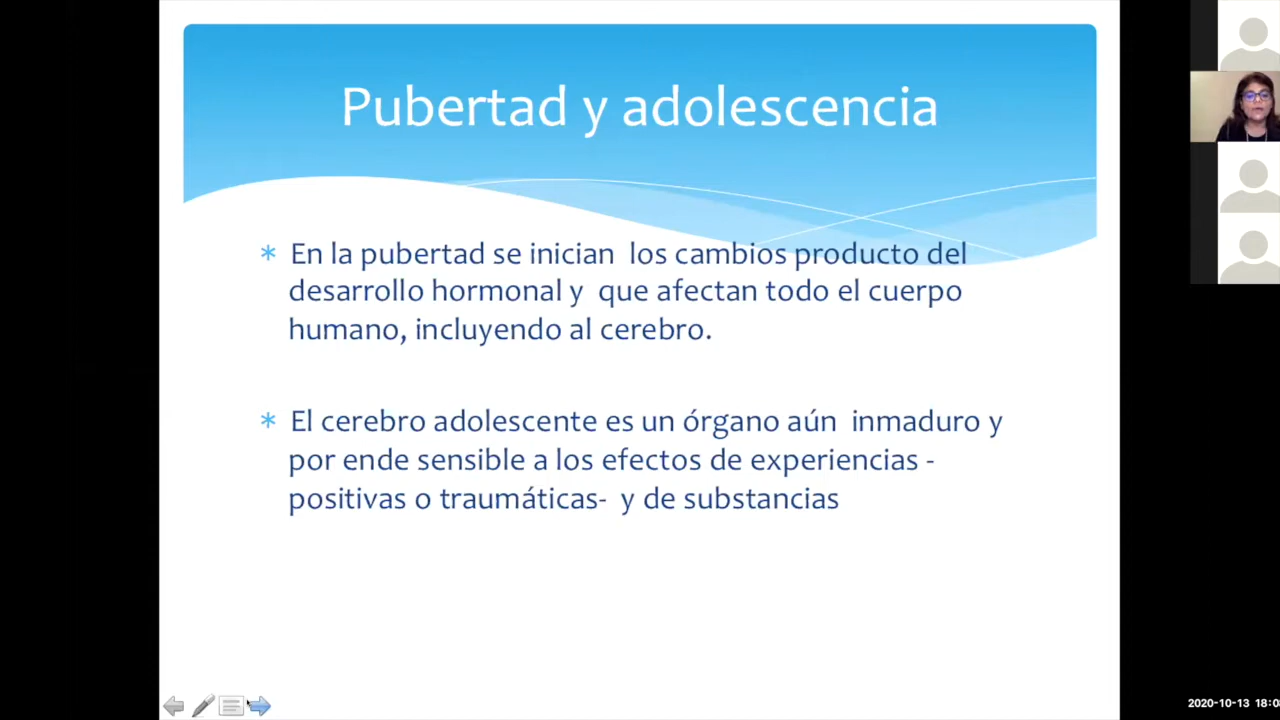 Pubertad y adolescencia
* En la pubertad se inician los cambios producto del
desarrollo hormonal y que afectan todo el cuerpo
humano, incluyendo al cerebro.
* El cerebro adolescente es un órgano aún inmaduro y
por ende sensible a los efectos de experiencias -
positivas o traumáticas- y de substancias
2020-10-13 18:0